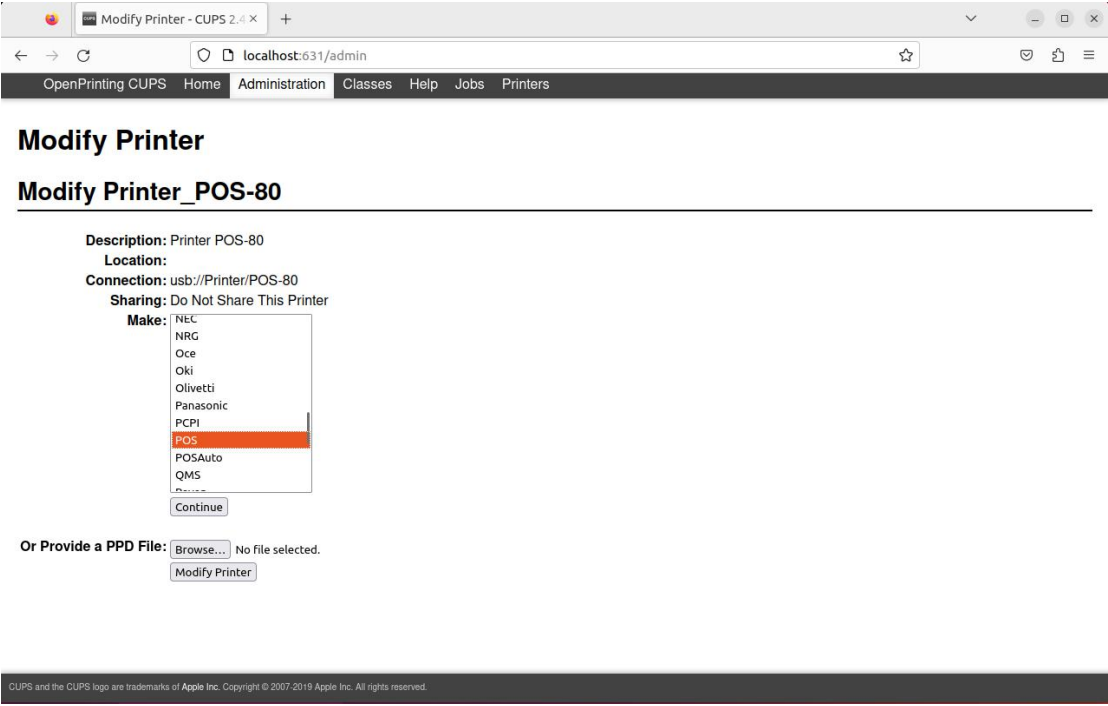 Modify Printer - CUPS 2.4
localhost:631/admin
OpenPrinting CUPS Home Administration Classes Help Jobs Printers
Modify Printer
Modify Printer_POS-80
Description: Printer POS-80
Location:
Connection: usb://Printer/POS-80
Sharing: Do Not Share This Printer
Make: NEC
NRG
Oce
Oki
Olivetti
Panasonic
PCPI
POS
POSAuto
QMS
Continue
Or Provide a PPD File: Browse... No file selected.
Modify Printer
CUPS and the CUPS logo are trademarks of Apple Inc. Copyright © 2007-2019 Apple Inc. All rights reserved.